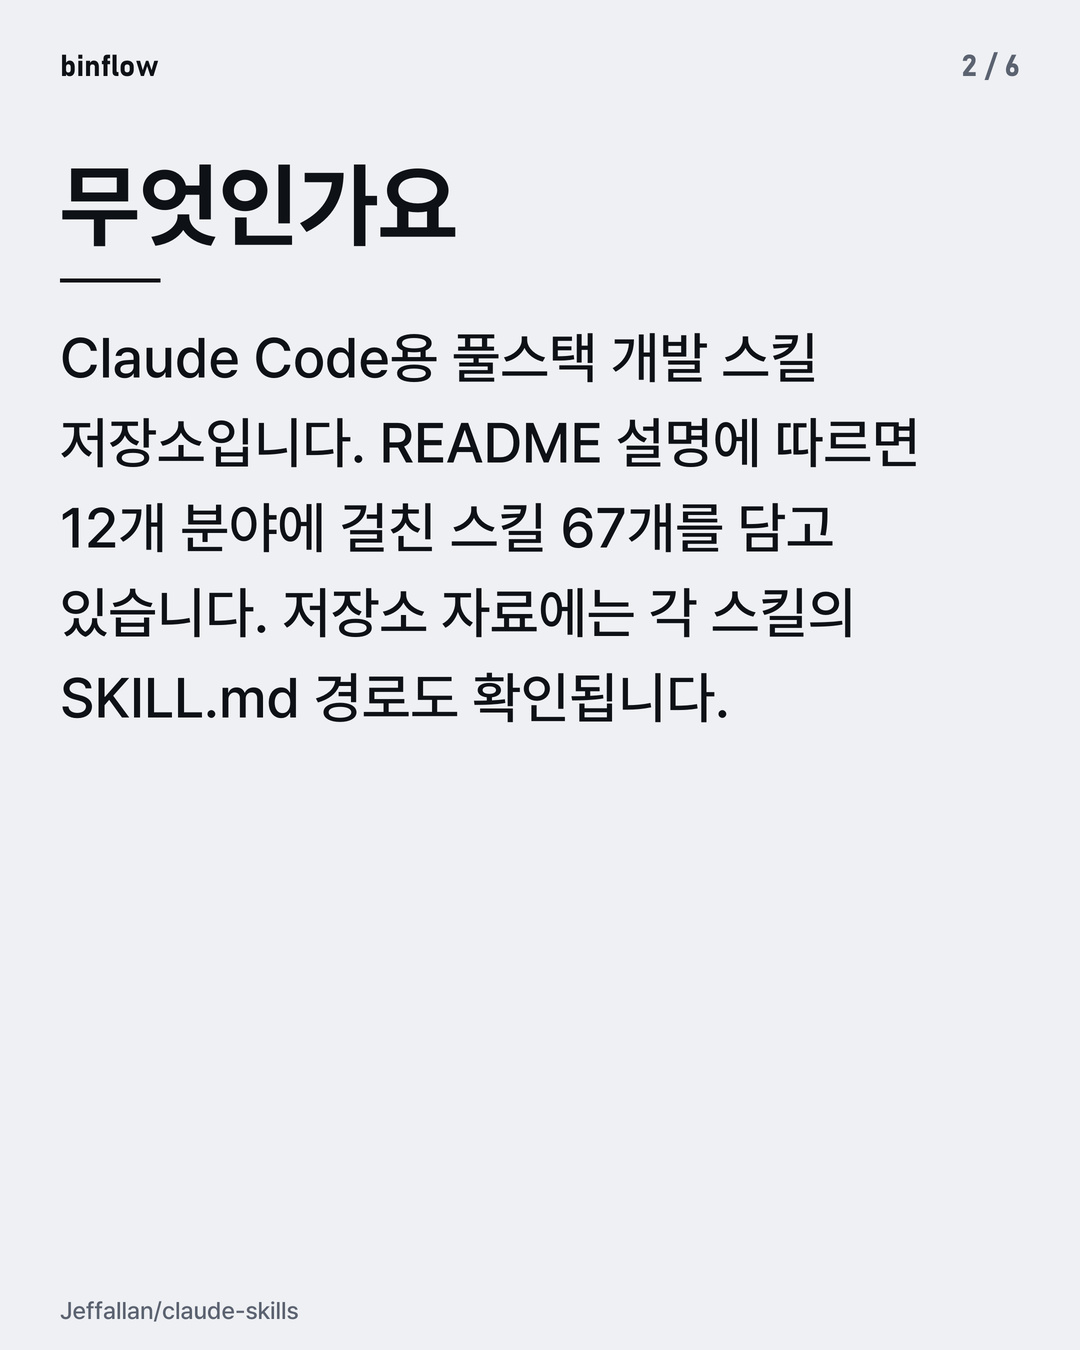 binflow
2 / 6
무엇인가요
Claude Code용 풀스택 개발 스킬
저장소입니다. README 설명에 따르면
12개 분야에 걸친 스킬 67개를 담고
있습니다. 저장소 자료에는 각 스킬의
SKILL.md 경로도 확인됩니다.
Jeffallan/claude-skills